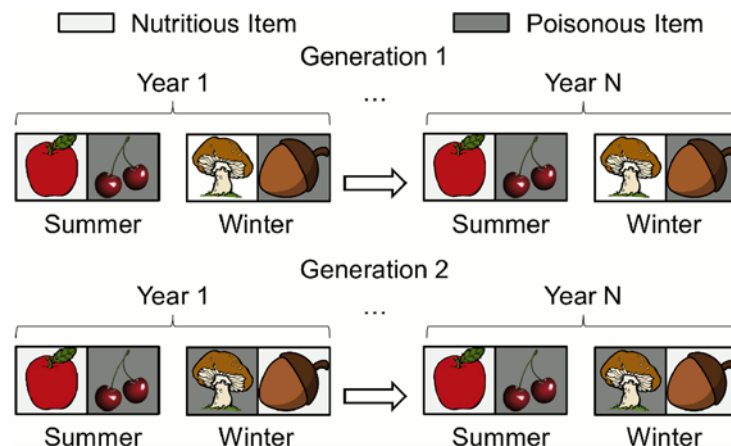 Nutritious Item Poisonous Item
Generation 1
Year 1 ... Year N
Summer Winter Summer Winter
Generation 2
Year 1 ... Year N
Summer Winter Summer Winter